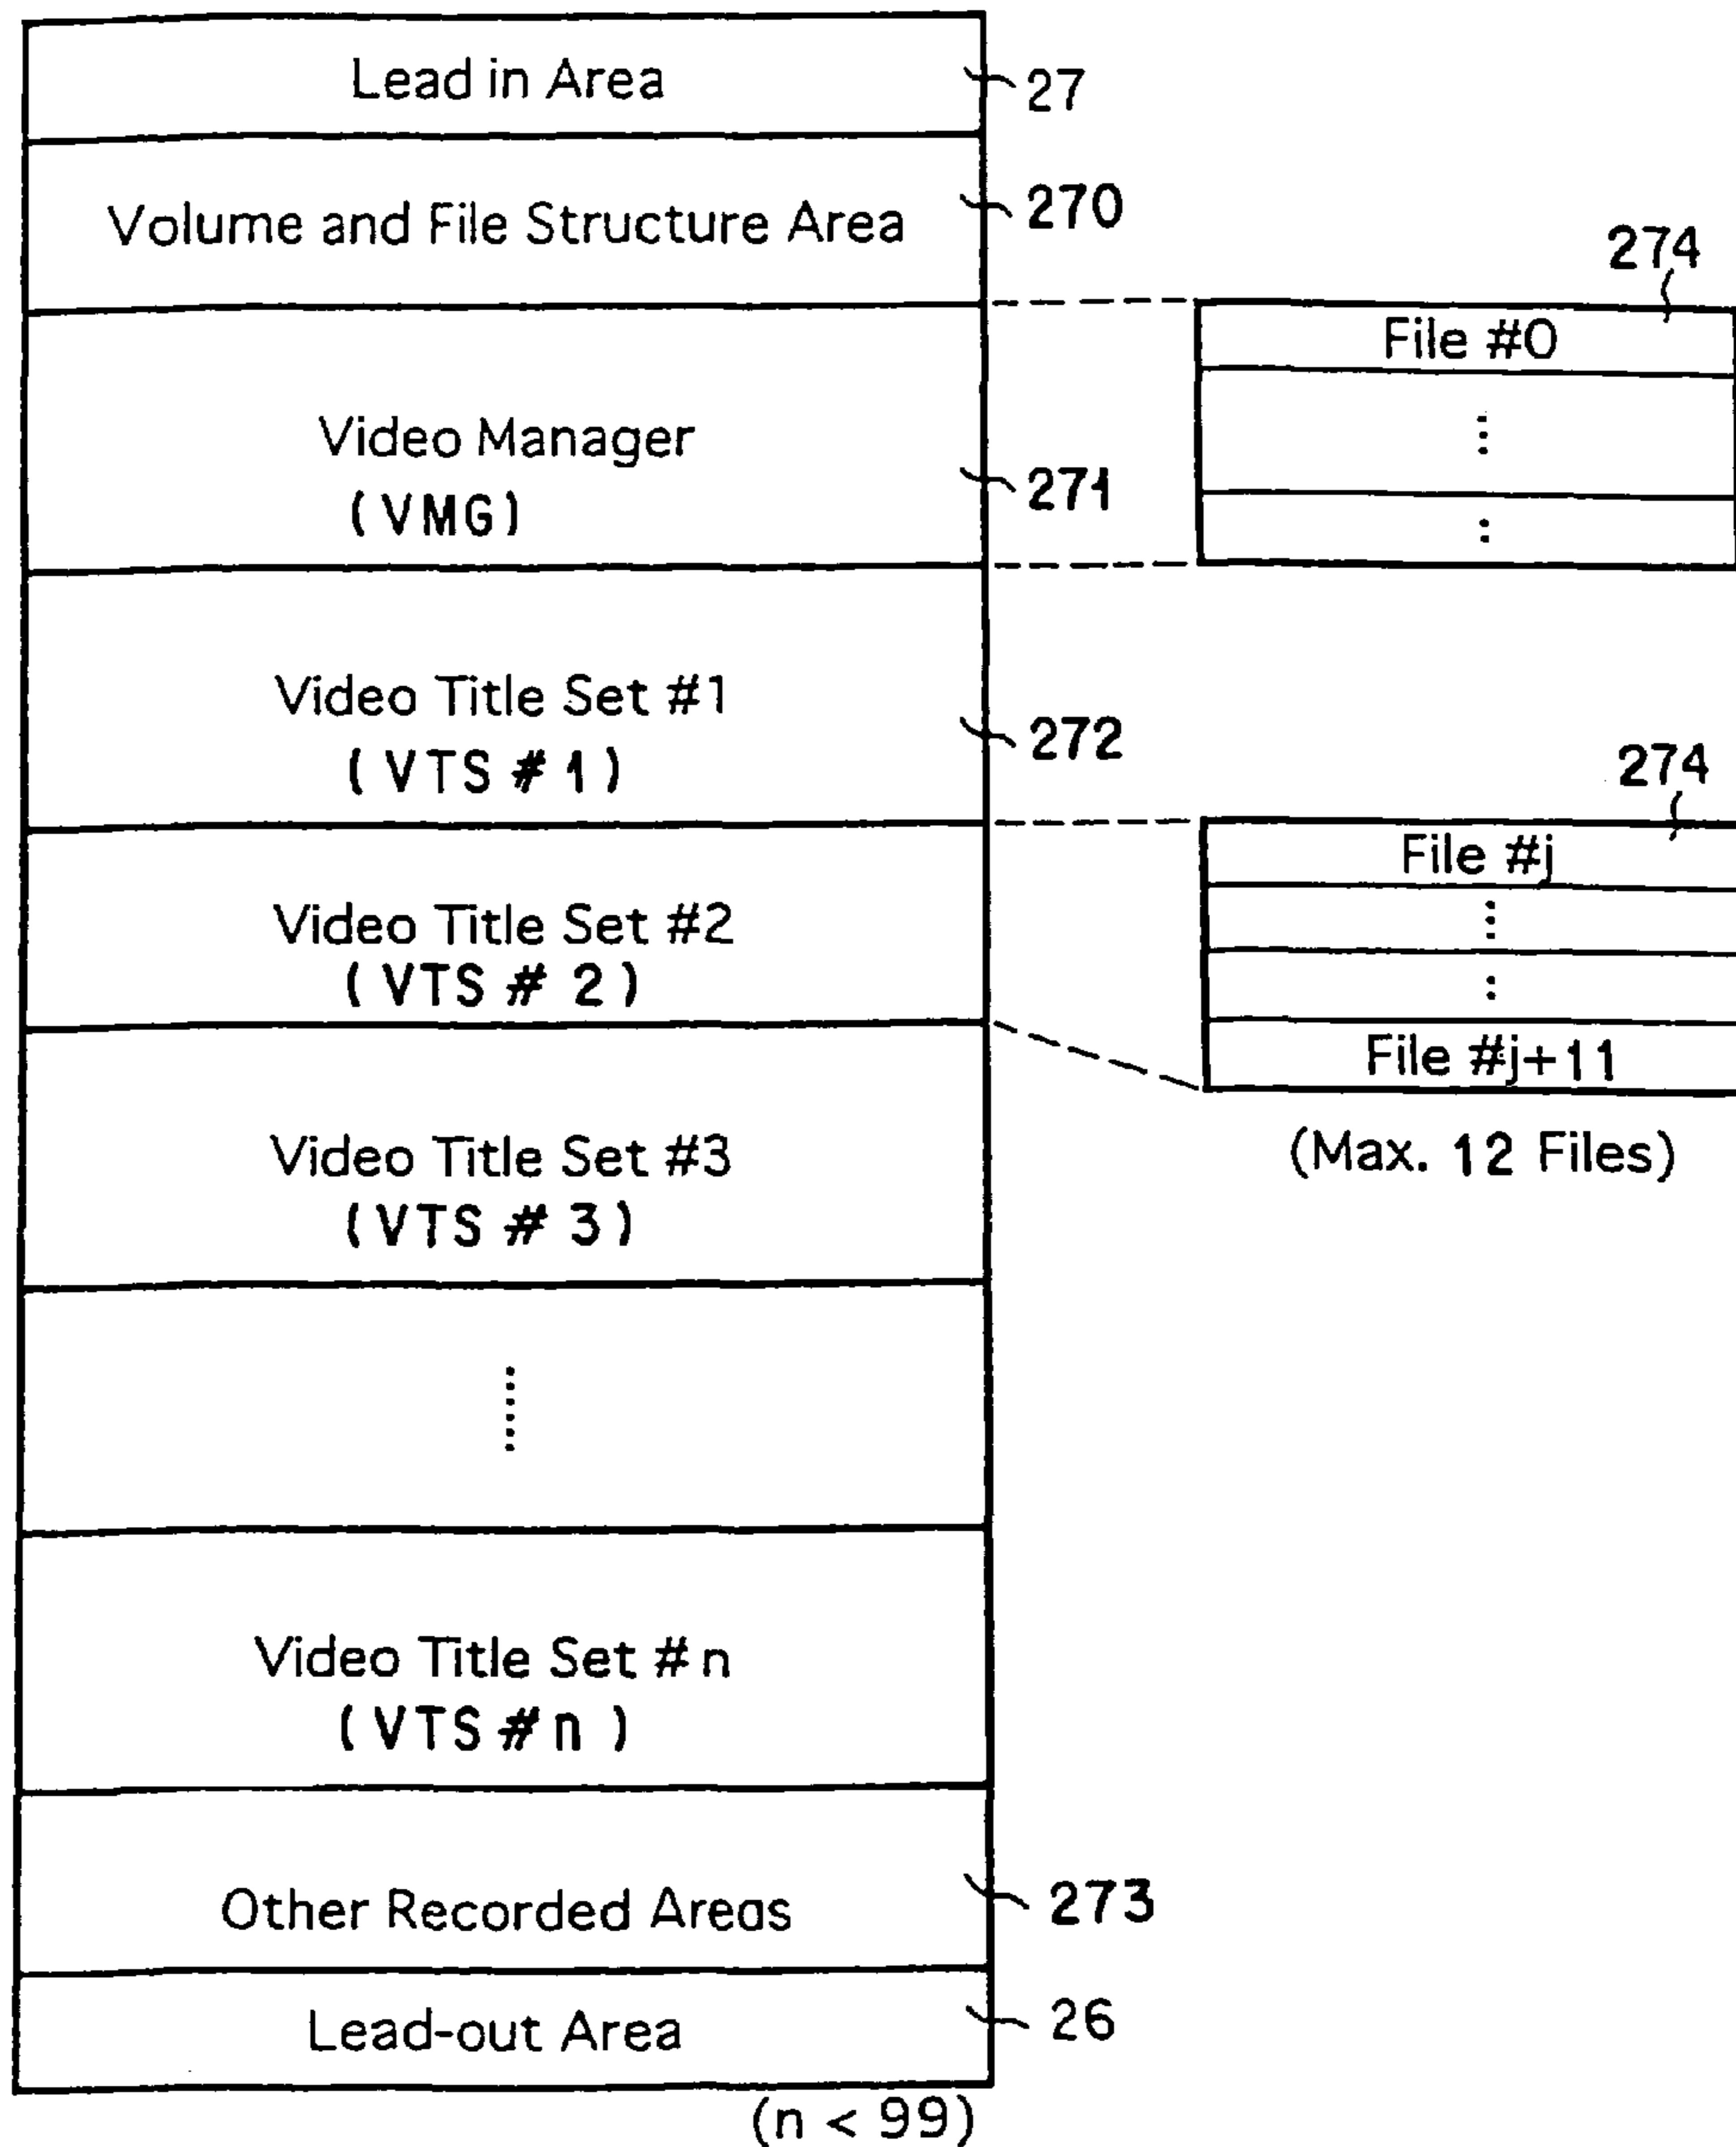 Lead in Area
27
Volume and File Structure Area
270
274
File #0
Video Manager
(VMG)
271
Video Title Set #1
(VTS #1)
272
274
File #j
Video Title Set #2
(VTS #2)
File #j+11
(Max. 12 Files)
Video Title Set #3
(VTS #3)
Video Title Set #n
(VTS #n)
Other Recorded Areas
273
Lead-out Area
26
(n < 99)